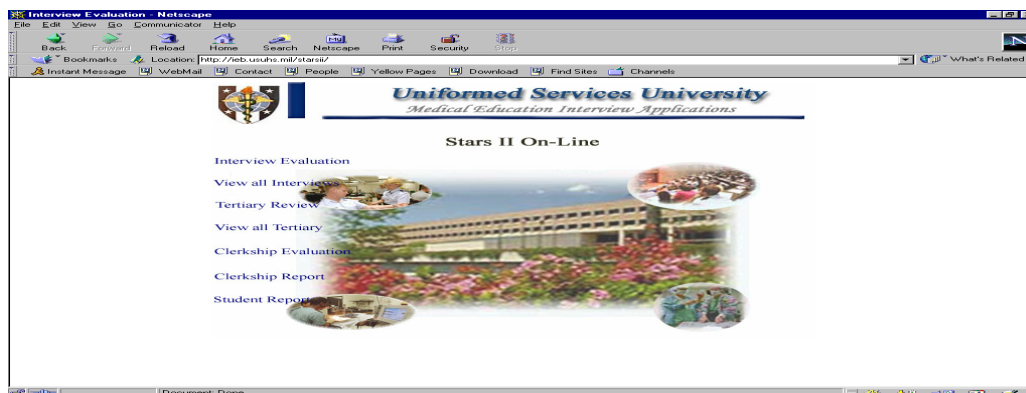 Interview Evaluation - Netscape
File Edit View Go Communicator Help
Back Forward Reload Home Search Netscape Print Security Stop
Bookmarks Location: http://ieb.usuhs.mil/starsii/ What's Related
Instant Message WebMail Contact People Yellow Pages Download Find Sites Channels
Uniformed Services University
Medical Education Interview Applications
Stars II On-Line
Interview Evaluation
View all Interviews
Tertiary Review
View all Tertiary
Clerkship Evaluation
Clerkship Report
Student Report
Document: Done